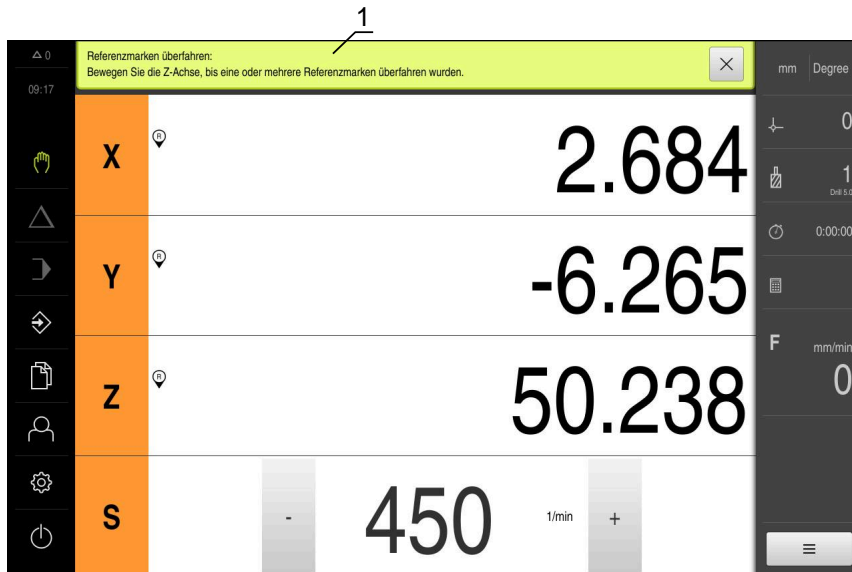 1
0
09:17
Referenzmarken überfahren:
Bewegen Sie die Z-Achse, bis eine oder mehrere Referenzmarken überfahren wurden.
mm Degree
X R 2.684
Y R -6.265
Z R 50.238
S - 450 1/min +
0
1
Drill 5.0
0:00:00
F mm/min
0